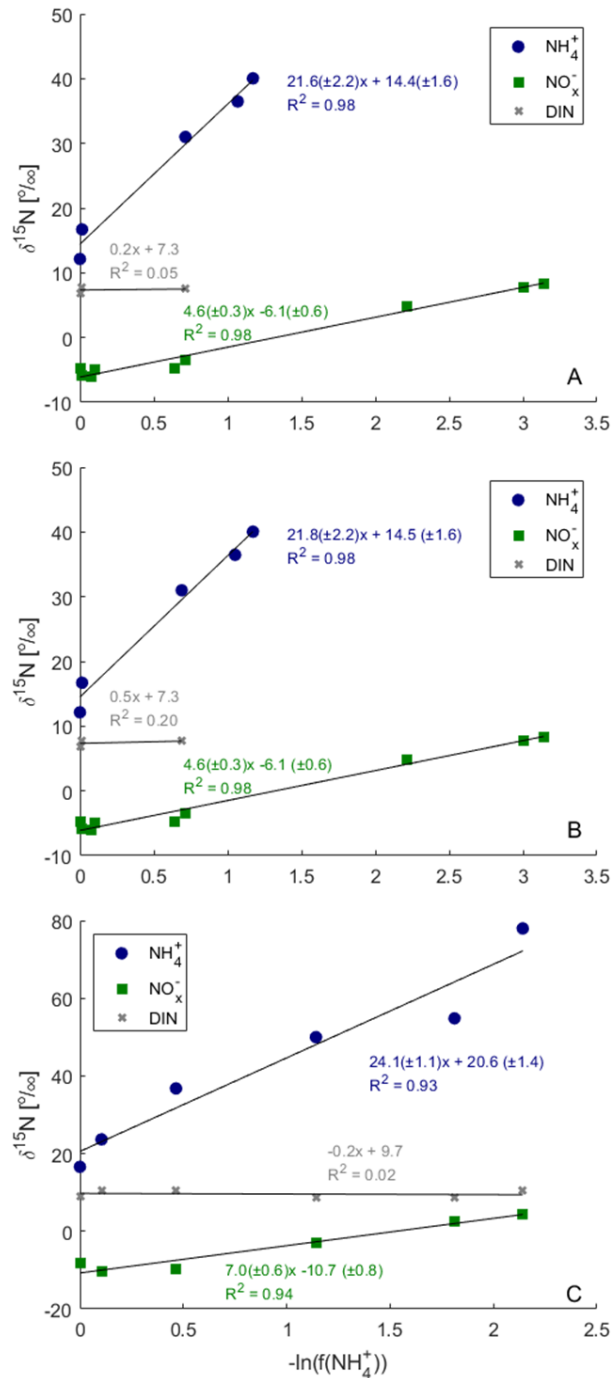 50
40
30
20
10
0
-10
δ¹⁵N [º/∞]
NH₄⁺
NOₓ⁻
DIN
21.6(±2.2)x + 14.4(±1.6)
R² = 0.98
0.2x + 7.3
R² = 0.05
4.6(±0.3)x -6.1(±0.6)
R² = 0.98
A
0 0.5 1 1.5 2 2.5 3 3.5
50
40
30
20
10
0
-10
δ¹⁵N [º/∞]
NH₄⁺
NOₓ⁻
DIN
21.8(±2.2)x + 14.5 (±1.6)
R² = 0.98
0.5x + 7.3
R² = 0.20
4.6(±0.3)x -6.1 (±0.6)
R² = 0.98
B
0 0.5 1 1.5 2 2.5 3 3.5
80
60
40
20
0
-20
δ¹⁵N [º/∞]
NH₄⁺
NOₓ⁻
DIN
24.1(±1.1)x + 20.6 (±1.4)
R² = 0.93
-0.2x + 9.7
R² = 0.02
7.0(±0.6)x -10.7 (±0.8)
R² = 0.94
C
0 0.5 1 1.5 2 2.5
-ln(f(NH₄⁺))